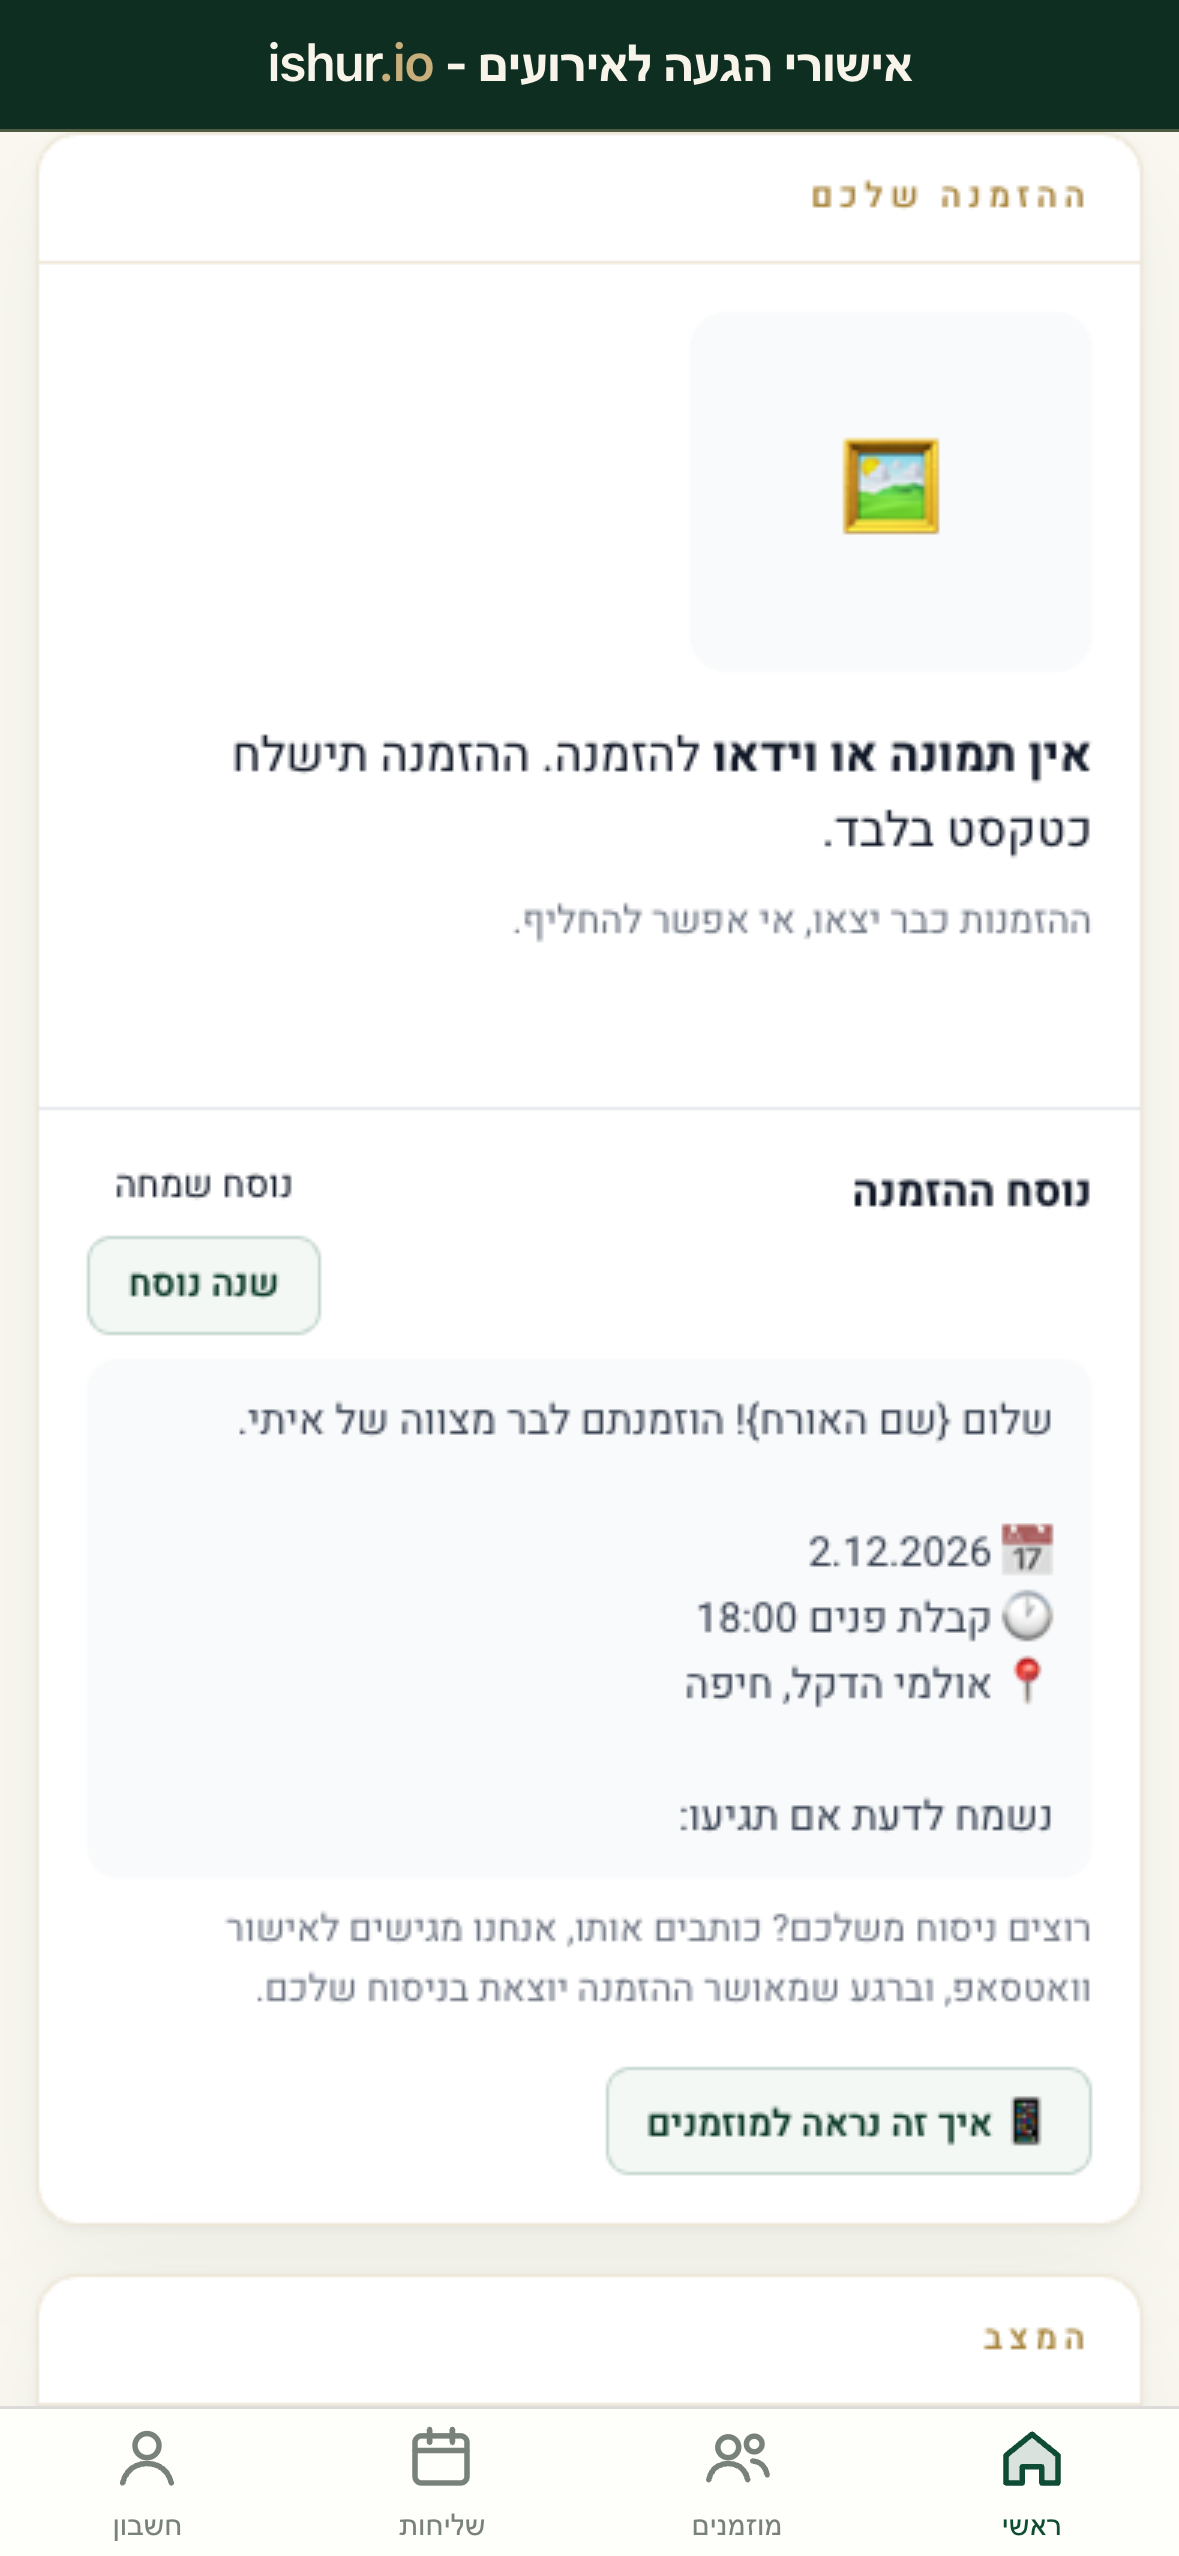 אישורי הגעה לאירועים - ishur.io
ההזמנה שלכם
אין תמונה או וידאו להזמנה. ההזמנה תישלח
כטקסט בלבד.
ההזמנות כבר יצאו, אי אפשר להחליף.
נוסח ההזמנה
נוסח שמחה
שנה נוסח
שלום {שם האורח}! הוזמנתם לבר מצווה של איתי.
2.12.2026
קבלת פנים 18:00
אולמי הדקל, חיפה
נשמח לדעת אם תגיעו:
רוצים ניסוח משלכם? כותבים אותו, אנחנו מגישים לאישור
וואטסאפ, וברגע שמאושר ההזמנה יוצאת בניסוח שלכם.
איך זה נראה למוזמנים
המצב
ראשי
מוזמנים
שליחות
חשבון